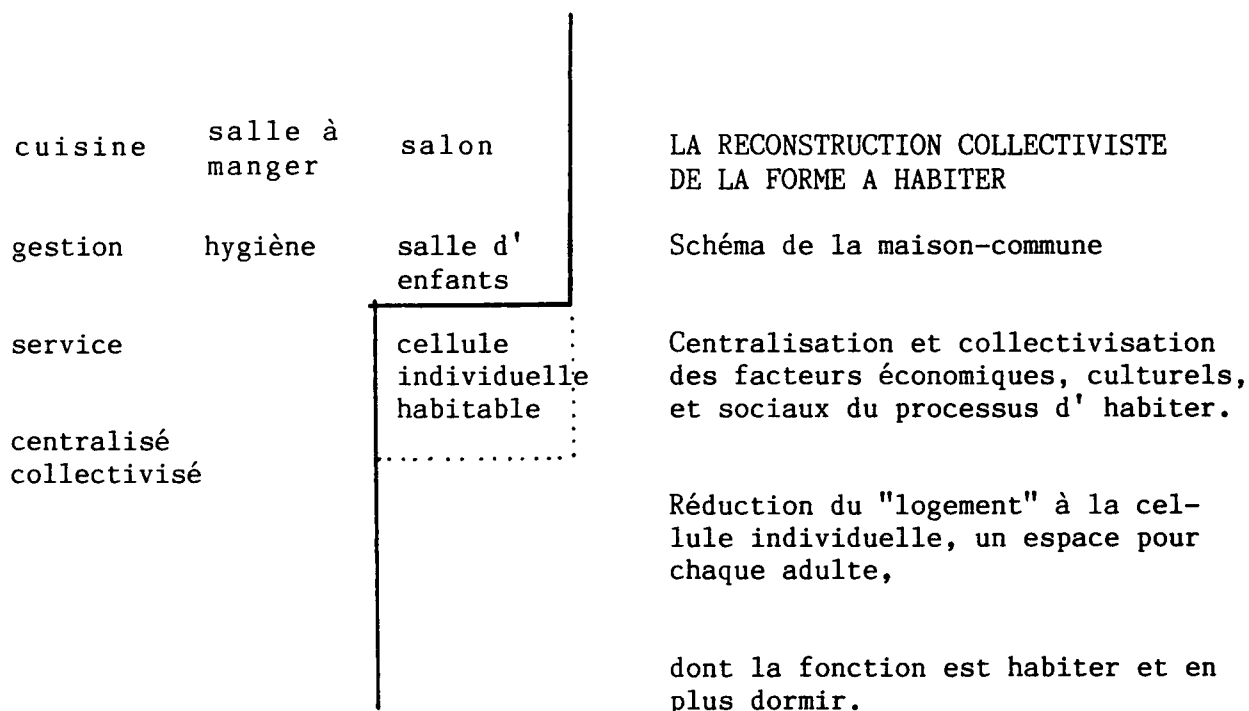 cuisine salle à salon
manger
gestion hygiène salle d'
enfants
service cellule
individuelle
habitable
centralisé
collectivisé
LA RECONSTRUCTION COLLECTIVISTE
DE LA FORME A HABITER
Schéma de la maison-commune
Centralisation et collectivisation
des facteurs économiques, culturels,
et sociaux du processus d' habiter.
Réduction du "logement" à la cel-
lule individuelle, un espace pour
chaque adulte,
dont la fonction est habiter et en
plus dormir.